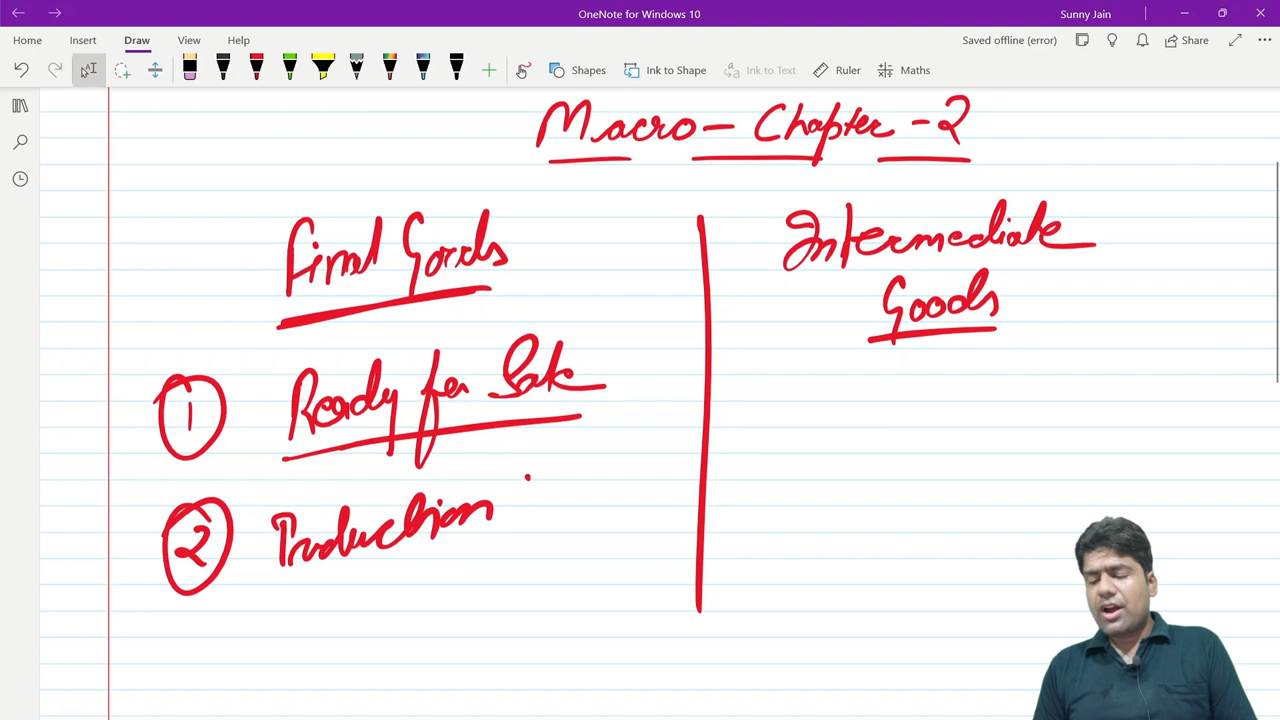 OneNote for Windows 10
Sunny Jain
Home Insert Draw View Help
Saved offline (error)
Share
Shapes
Ink to Shape
Ink to Text
Ruler
Maths
Macro - Chapter - 2
Final Goods
Intermediate
Goods
1 Ready for Sale
2 Production